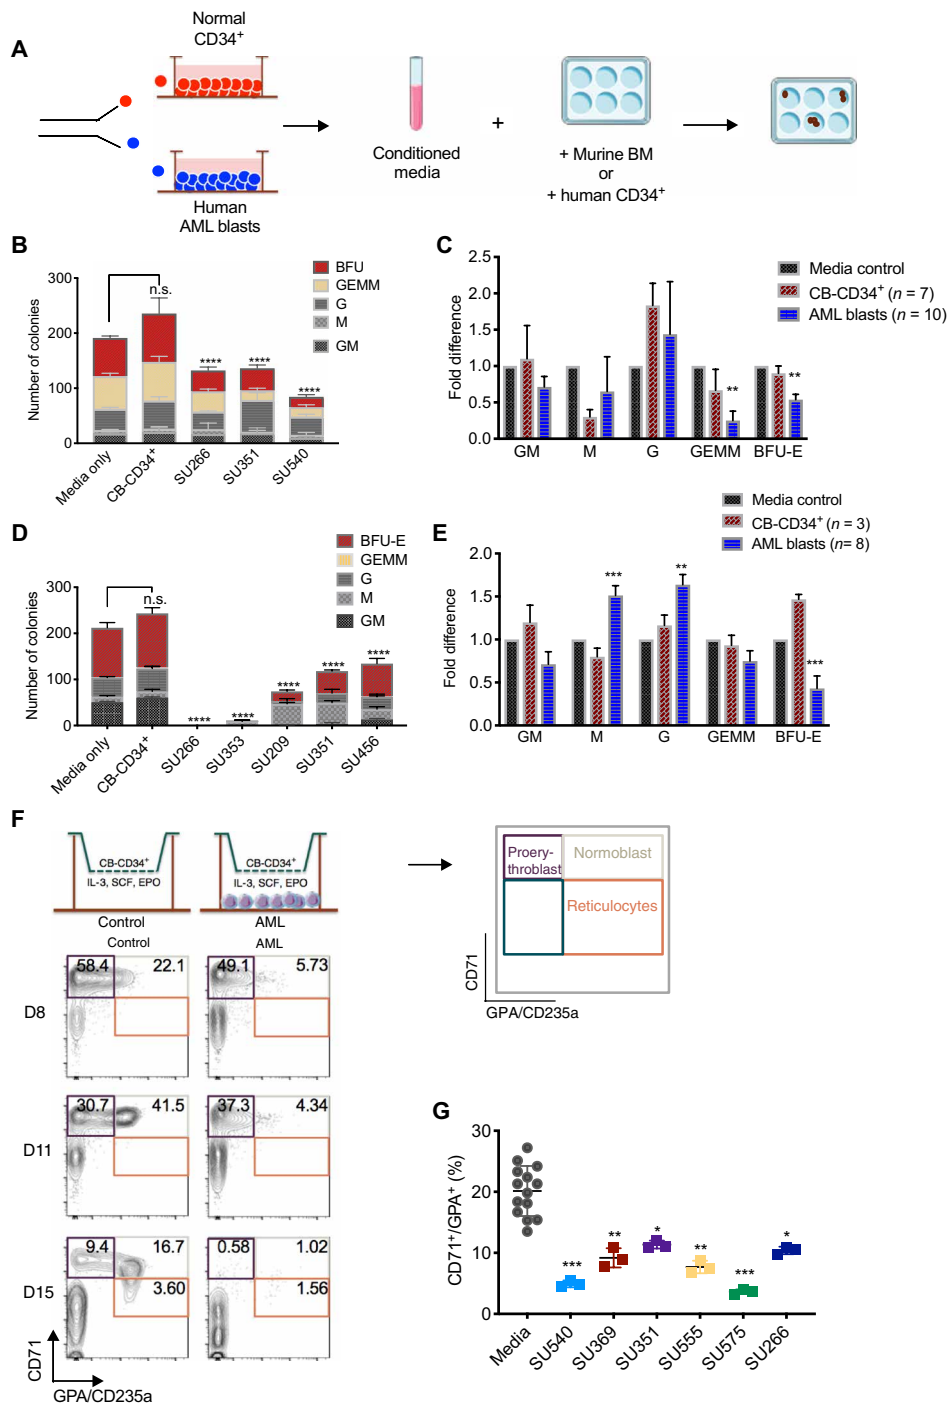 A
Normal
CD34+
Human
AML blasts
Conditioned
media
+
+ Murine BM
or
+ human CD34+
B
Number of colonies
300
200
100
0
n.s.
****
****
****
BFU
GEMM
G
M
GM
Media only
CB-CD34+
SU266
SU351
SU540
C
Fold difference
2.5
2.0
1.5
1.0
0.5
0.0
**
**
Media control
CB-CD34+ (n = 7)
AML blasts (n = 10)
GM
M
G
GEMM
BFU-E
D
Number of colonies
300
200
100
0
n.s.
****
****
****
****
****
BFU-E
GEMM
G
M
GM
Media only
CB-CD34+
SU266
SU353
SU209
SU351
SU456
E
Fold difference
2.0
1.5
1.0
0.5
0.0
***
**
***
Media control
CB-CD34+ (n = 3)
AML blasts (n= 8)
GM
M
G
GEMM
BFU-E
F
CB-CD34+
IL-3, SCF, EPO
CB-CD34+
IL-3, SCF, EPO
Control
AML
Control
AML
Proery-
throblast
Normoblast
Reticulocytes
CD71
GPA/CD235a
D8
58.4
22.1
49.1
5.73
D11
30.7
41.5
37.3
4.34
D15
9.4
16.7
3.60
0.58
1.02
1.56
CD71
GPA/CD235a
G
CD71+/GPA+ (%)
30
20
10
0
***
**
*
**
***
*
Media
SU540
SU369
SU351
SU555
SU575
SU266